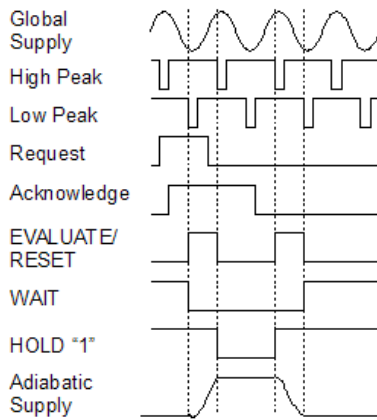 Global
Supply
High Peak
Low Peak
Request
Acknowledge
EVALUATE/
RESET
WAIT
HOLD “1”
Adiabatic
Supply